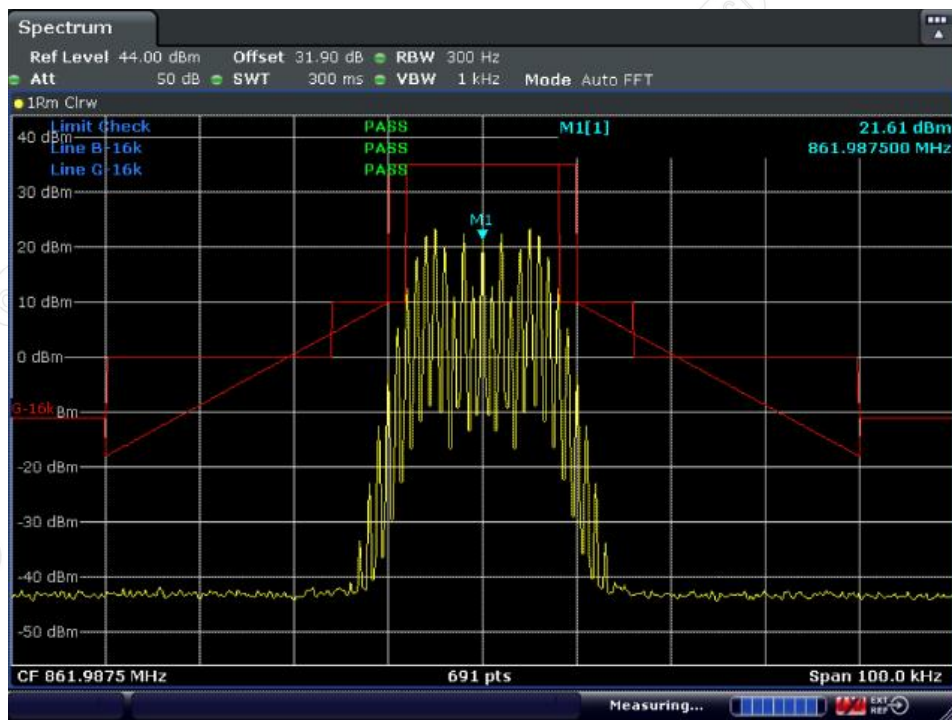 Spectrum
Ref Level 44.00 dBm Offset 31.90 dB RBW 300 Hz
Att 50 dB SWT 300 ms VBW 1 kHz Mode Auto FFT
1Rm Clrw
Limit Check PASS M1[1] 21.61 dBm
40 dBm
Line B-16k PASS 861.987500 MHz
Line G-16k PASS
30 dBm
M1
20 dBm
10 dBm
0 dBm
G-16k Bm
-20 dBm
-30 dBm
-40 dBm
-50 dBm
CF 861.9875 MHz 691 pts Span 100.0 kHz
Measuring... EXT
REF